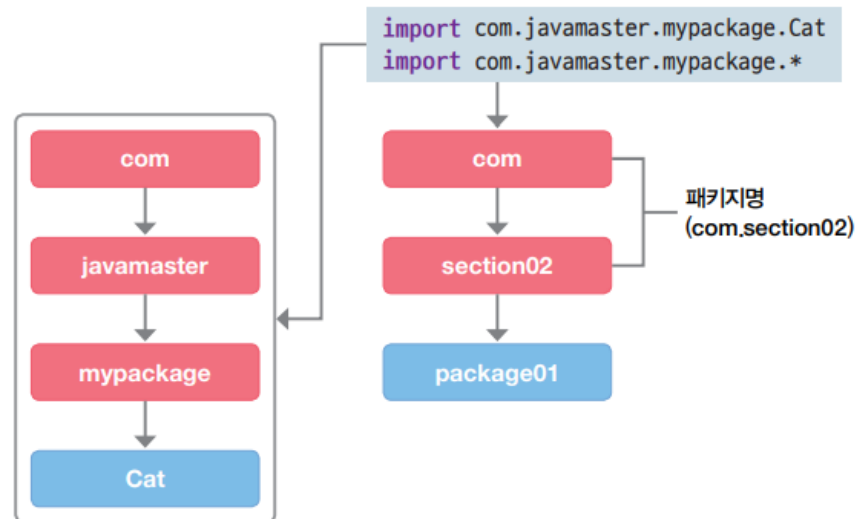 import com.javamaster.mypackage.Cat
import com.javamaster.mypackage.*
com
javamaster
mypackage
Cat
com
section02
package01
패키지명
(com.section02)